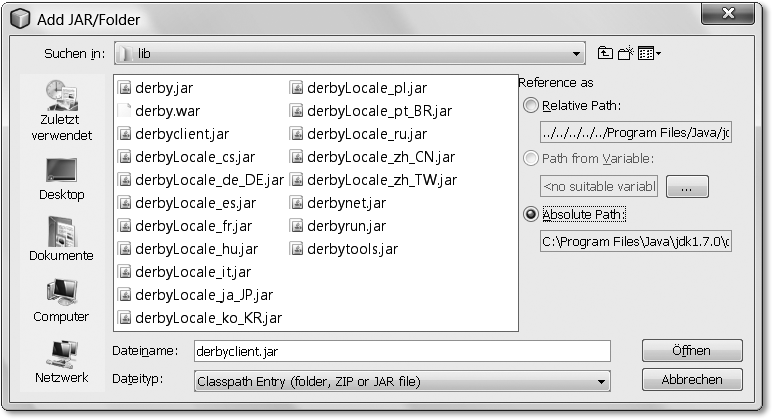 Add JAR/Folder
Suchen in: lib
Zuletzt verwendet
Desktop
Dokumente
Computer
Netzwerk
derby.jar
derby.war
derbyclient.jar
derbyLocale_cs.jar
derbyLocale_de_DE.jar
derbyLocale_es.jar
derbyLocale_fr.jar
derbyLocale_hu.jar
derbyLocale_it.jar
derbyLocale_ja_JP.jar
derbyLocale_ko_KR.jar
derbyLocale_pl.jar
derbyLocale_pt_BR.jar
derbyLocale_ru.jar
derbyLocale_zh_CN.jar
derbyLocale_zh_TW.jar
derbynet.jar
derbyrun.jar
derbytools.jar
Reference as
Relative Path:
../../../../../Program Files/Java/jc
Path from Variable:
<no suitable variabl
...
Absolute Path:
C:\Program Files\Java\jdk1.7.0\c
Dateiname: derbyclient.jar
Öffnen
Dateityp: Classpath Entry (folder, ZIP or JAR file)
Abbrechen